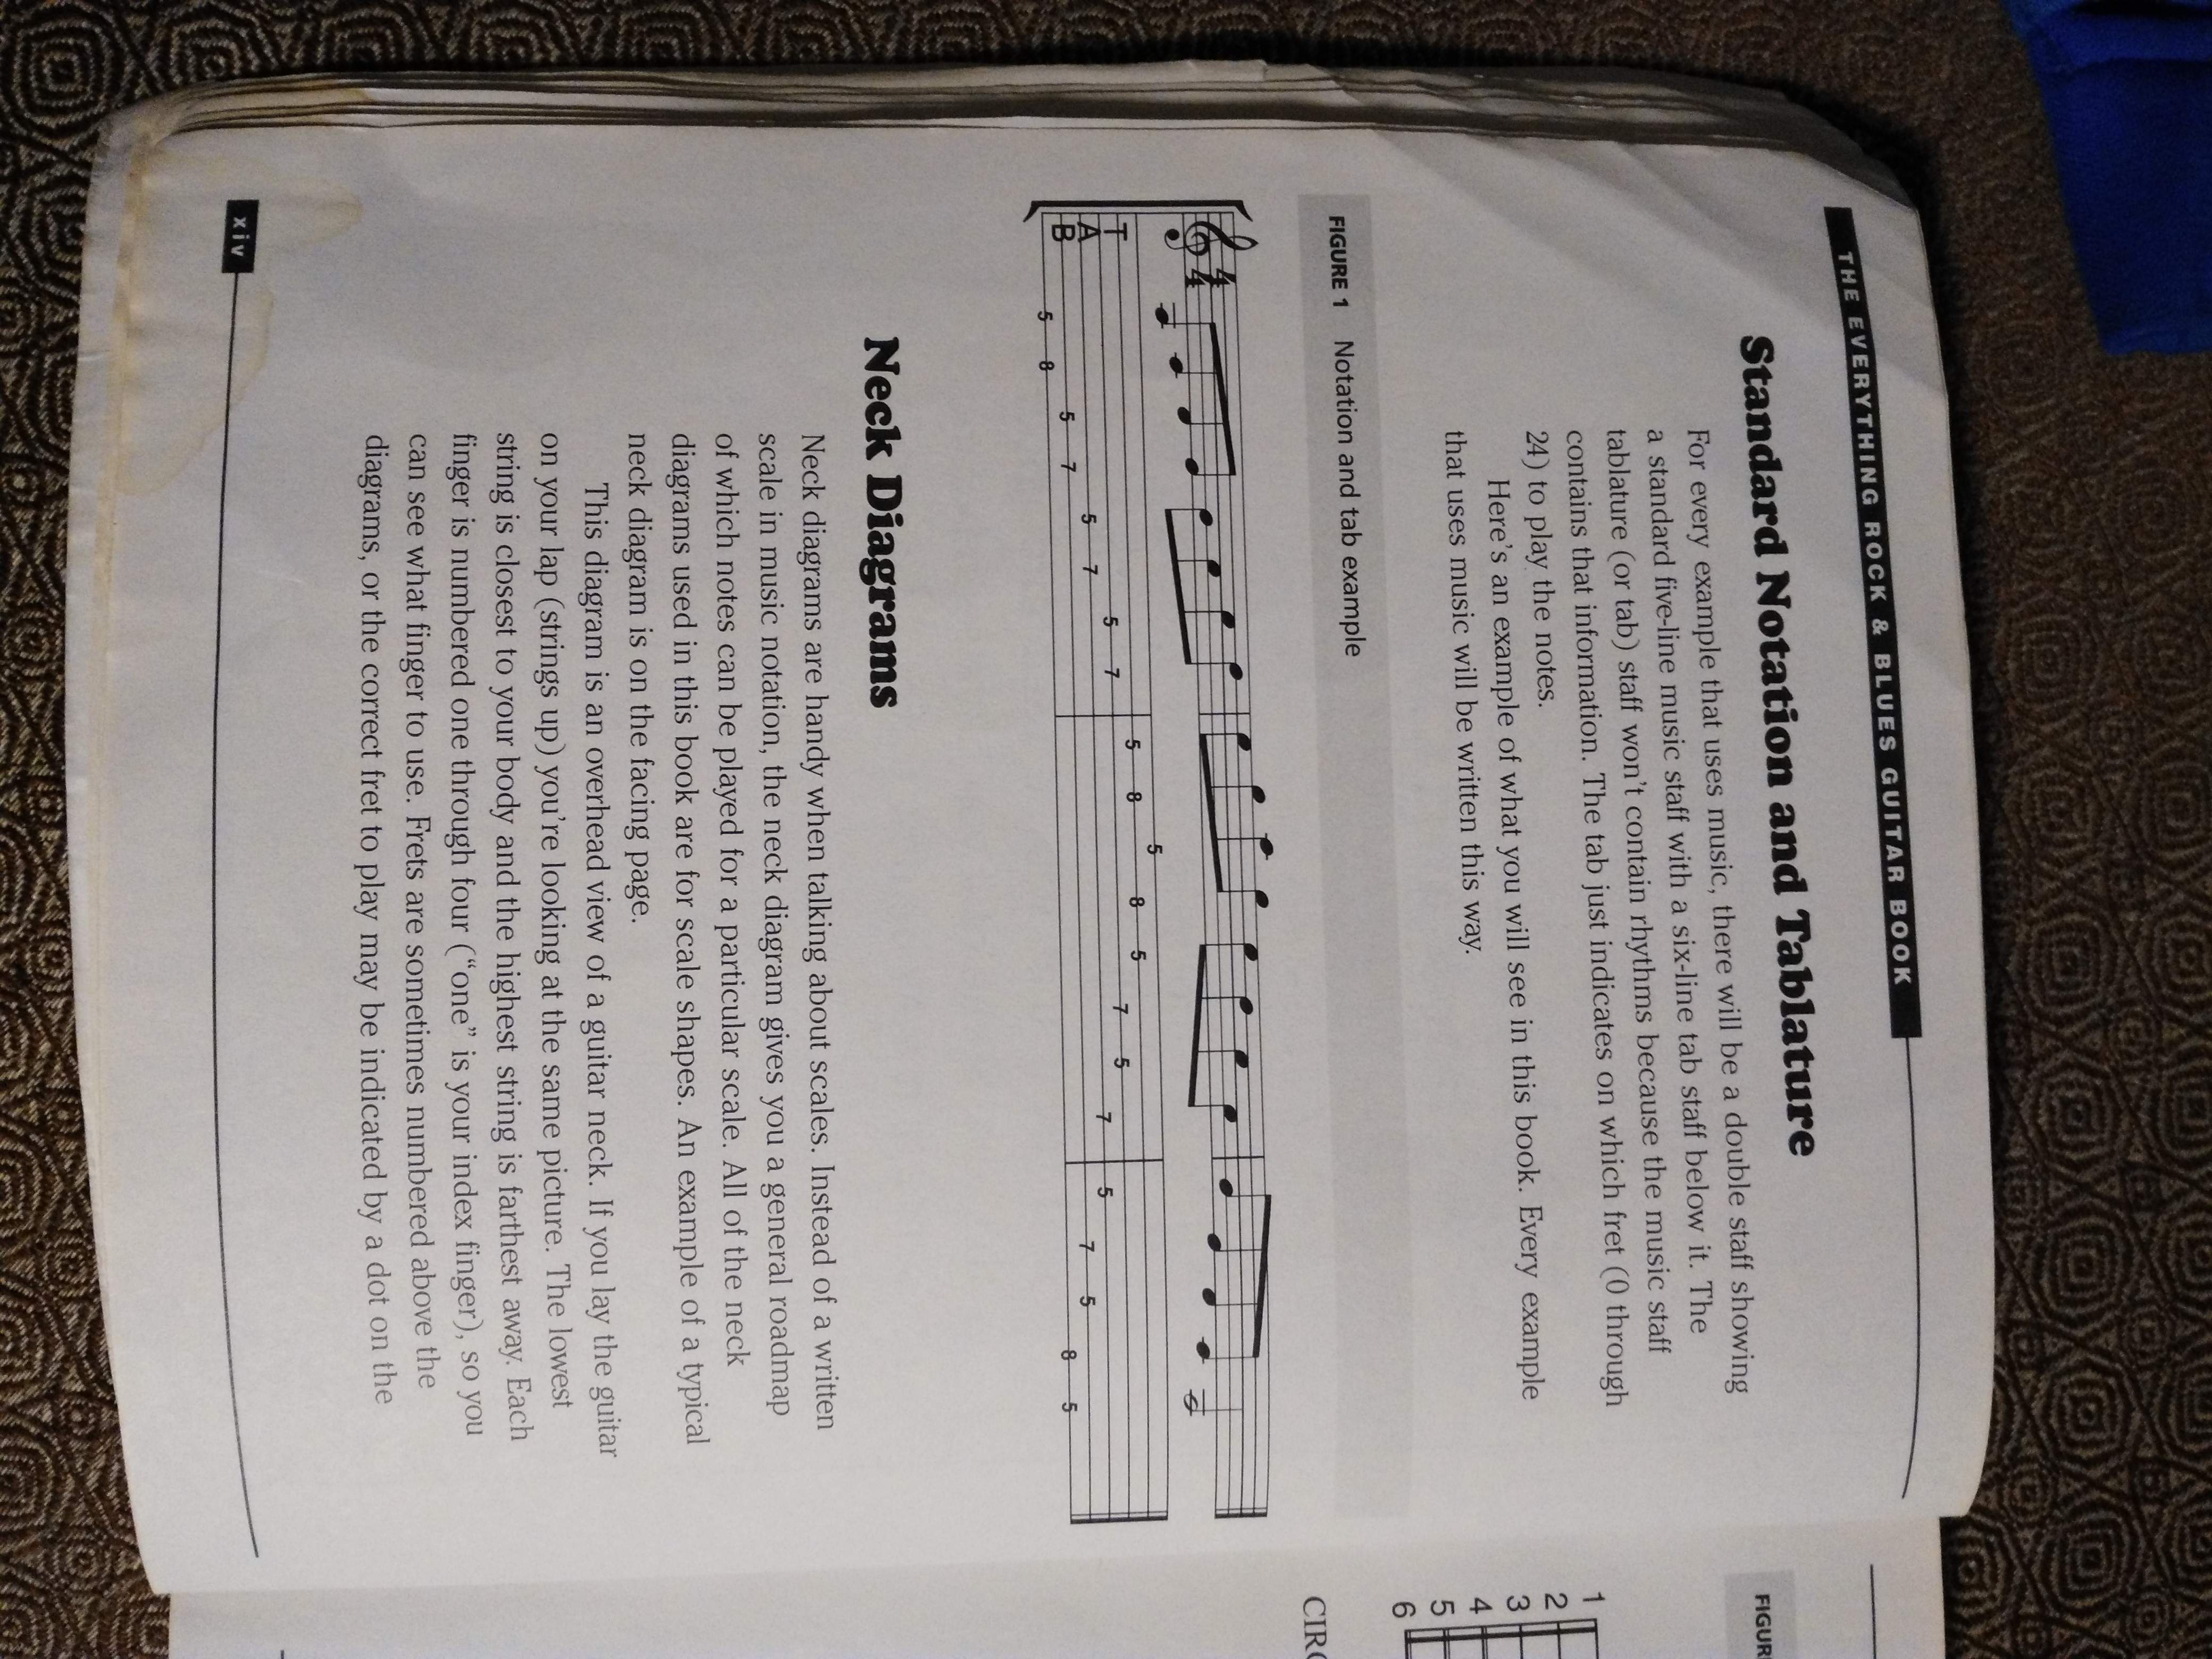 THE EVERYTHING ROCK & BLUES GUITAR BOOK
Standard Notation and Tablature
For every example that uses music, there will be a double staff showing
a standard five-line music staff with a six-line tab staff below it. The
tablature (or tab) staff won't contain rhythms because the music staff
contains that information. The tab just indicates on which fret (0 through
24) to play the notes.
Here's an example of what you will see in this book. Every example
that uses music will be written this way.
FIGURE 1 Notation and tab example
4
4
T
A
B
5 8 5 7 5 7 5 7 5 8 5 8 5 7 5 7 5 7 5 8 5
Neck Diagrams
Neck diagrams are handy when talking about scales. Instead of a written
scale in music notation, the neck diagram gives you a general roadmap
of which notes can be played for a particular scale. All of the neck
diagrams used in this book are for scale shapes. An example of a typical
neck diagram is on the facing page.
This diagram is an overhead view of a guitar neck. If you lay the guitar
on your lap (strings up) you're looking at the same picture. The lowest
string is closest to your body and the highest string is farthest away. Each
finger is numbered one through four ("one" is your index finger), so you
can see what finger to use. Frets are sometimes numbered above the
diagrams, or the correct fret to play may be indicated by a dot on the
xiv
FIGUR
1
2
3
4
5
6
CIRC